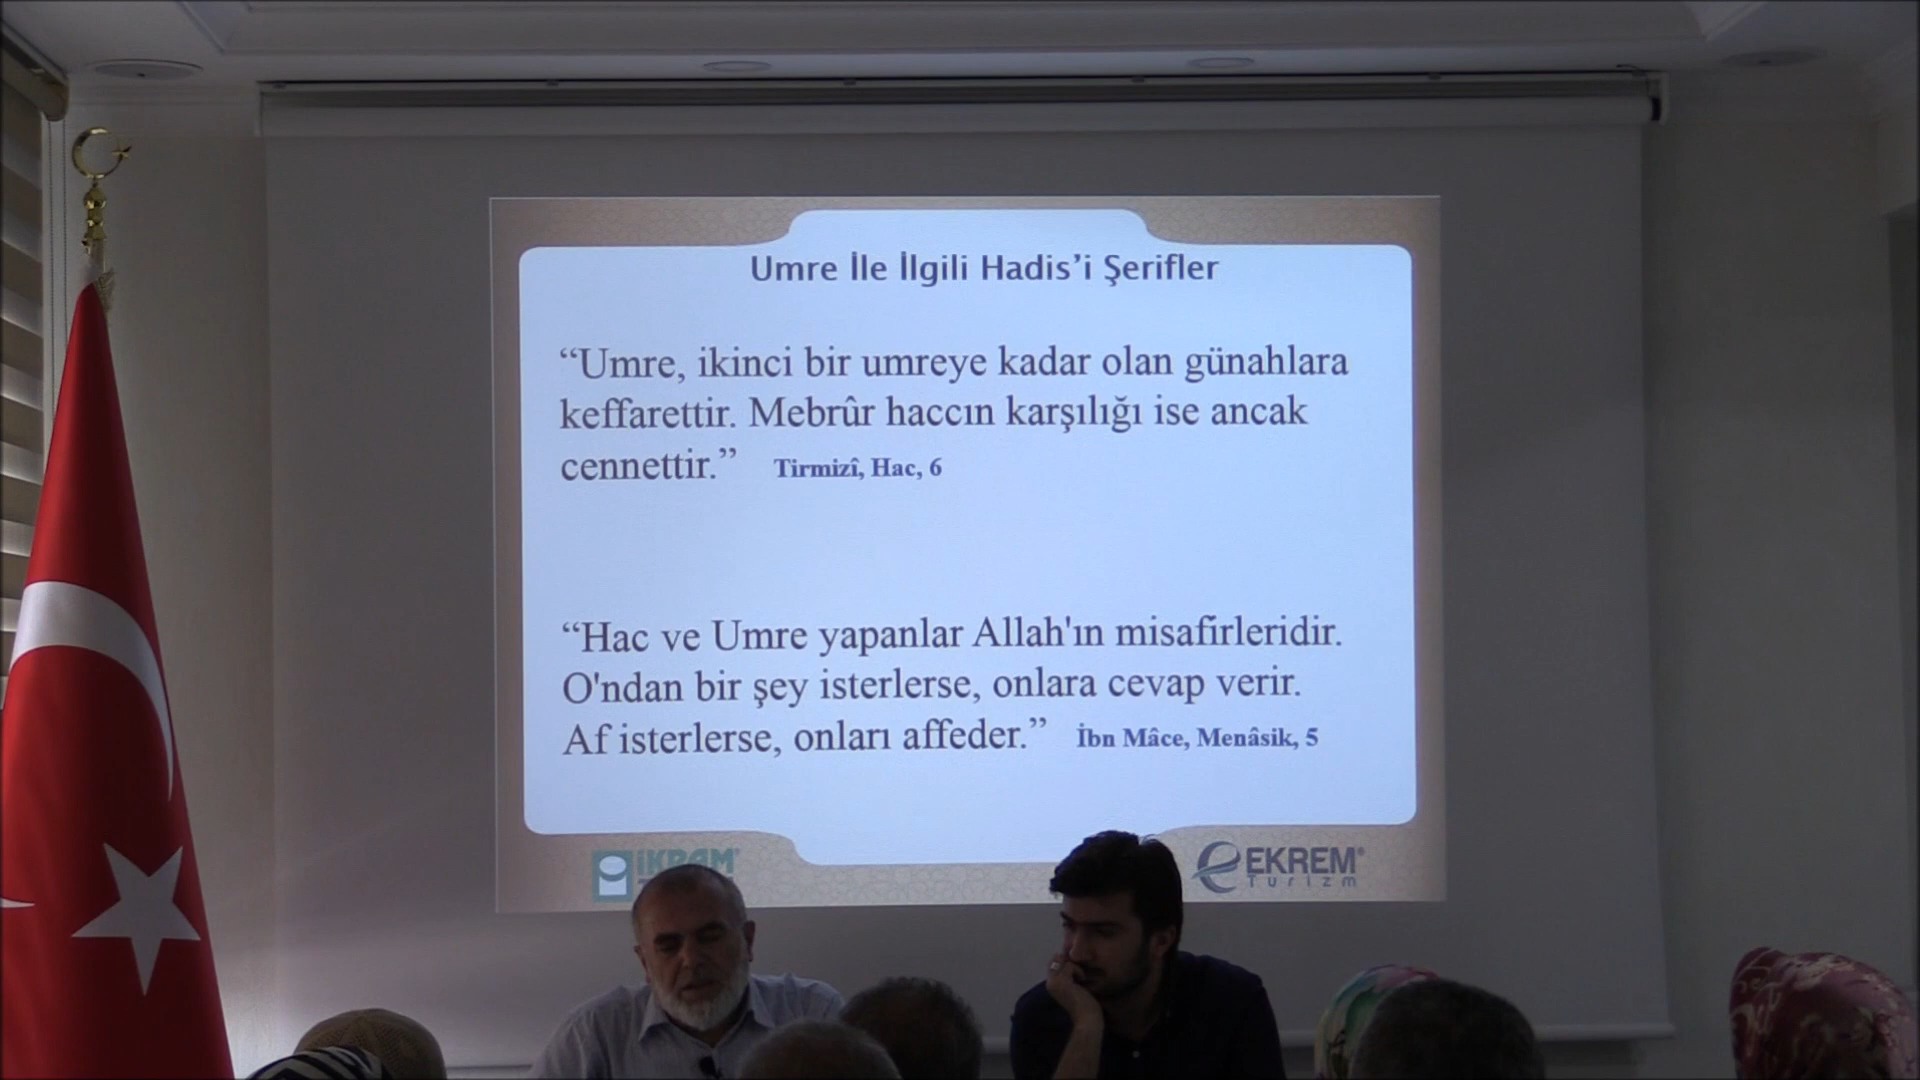 Umre İle İlgili Hadis’i Şerifler
“Umre, ikinci bir umreye kadar olan günahlara
keffarettir. Mebrûr haccın karşılığı ise ancak
cennettir.” Tirmizî, Hac, 6
“Hac ve Umre yapanlar Allah'ın misafirleridir.
O'ndan bir şey isterlerse, onlara cevap verir.
Af isterlerse, onları affeder.” İbn Mâce, Menâsik, 5
İKRAM
EKREM®
Turizm